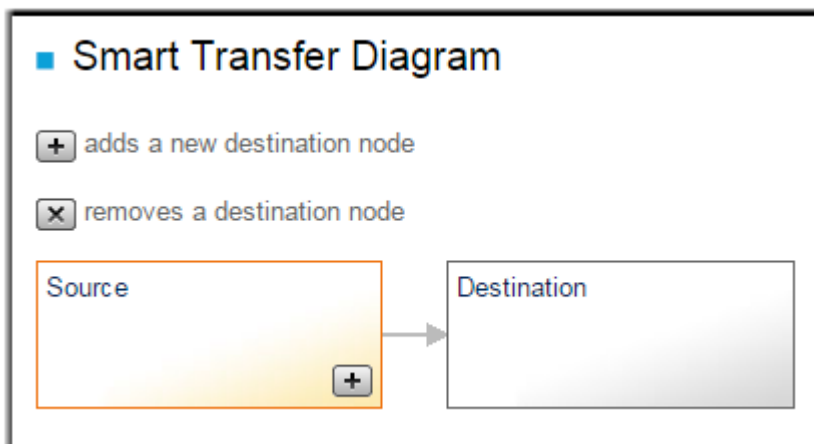 Smart Transfer Diagram
+ adds a new destination node
× removes a destination node
Source
Destination
+